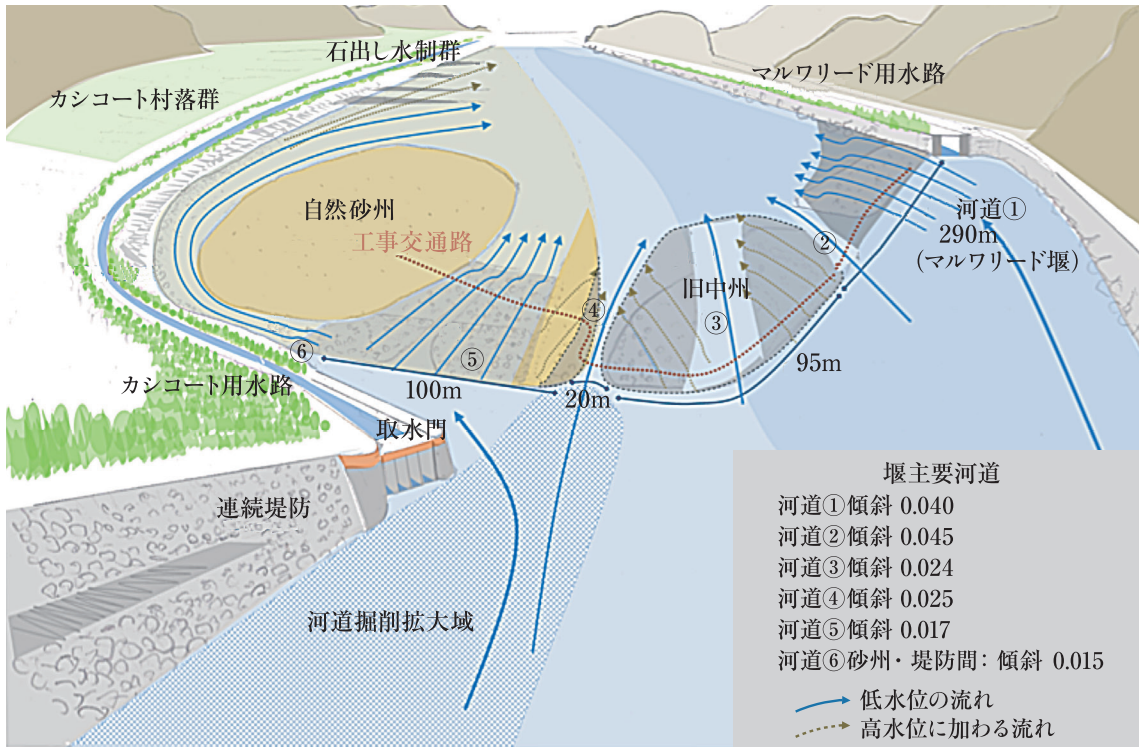 石出し水制群
カシコート村落群
マルワリード用水路
自然砂州
工事交通路
河道①
290m
(マルワリード堰)
②
旧中州
③
④
⑤
⑥
100m
20m
95m
カシコート用水路
取水門
連続堤防
河道掘削拡大域
堰主要河道
河道①傾斜 0.040
河道②傾斜 0.045
河道③傾斜 0.024
河道④傾斜 0.025
河道⑤傾斜 0.017
河道⑥砂州・堤防間: 傾斜 0.015
低水位の流れ
高水位に加わる流れ